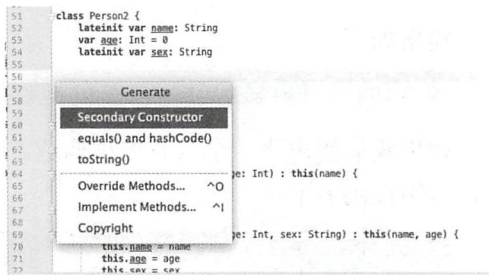 51 class Person2 {
52 lateinit var name: String
53 var age: Int = 0
54 lateinit var sex: String
55
56
57
58
59
60
61
62
63
64 ge: Int) : this(name) {
65
66
67
68
69 ge: Int, sex: String) : this(name, age) {
70 this.name = name
71 this.age = age
72 this.sex = sex
Generate
Secondary Constructor
equals() and hashCode()
toString()
Override Methods... ^O
Implement Methods... ^I
Copyright